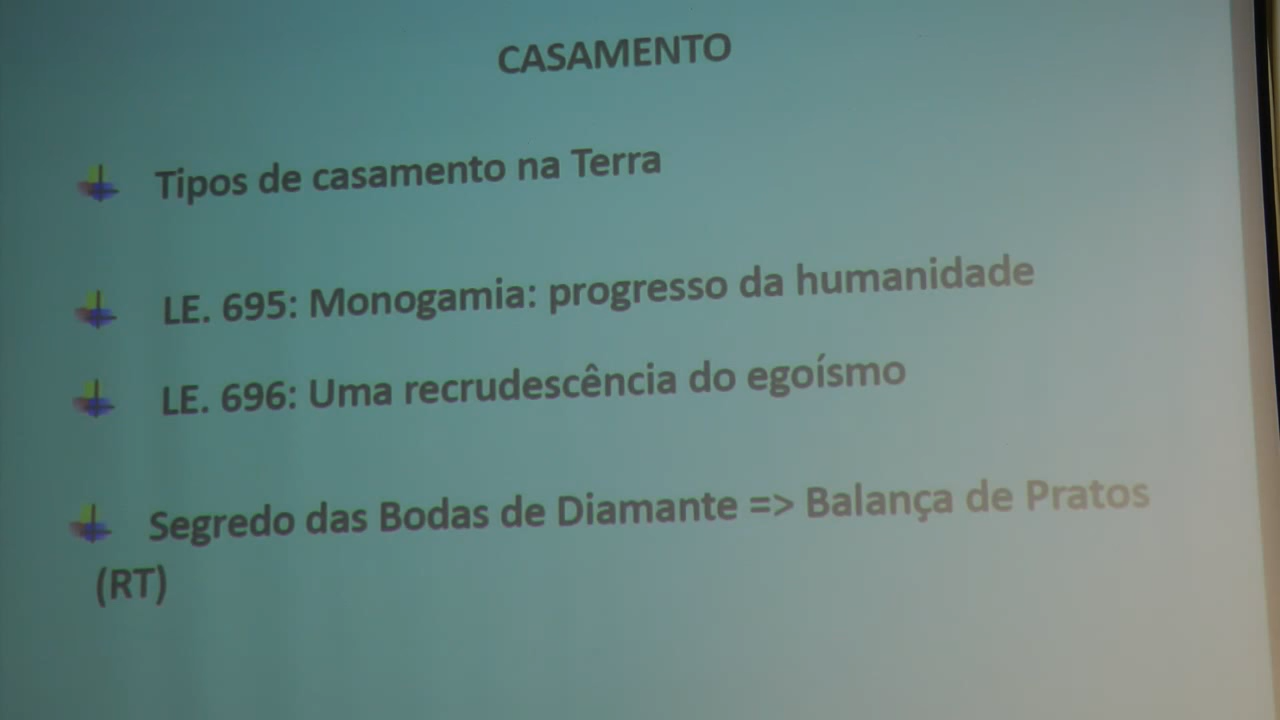 CASAMENTO
Tipos de casamento na Terra
LE. 695: Monogamia: progresso da humanidade
LE. 696: Uma recrudescência do egoísmo
Segredo das Bodas de Diamante => Balança de Pratos
(RT)